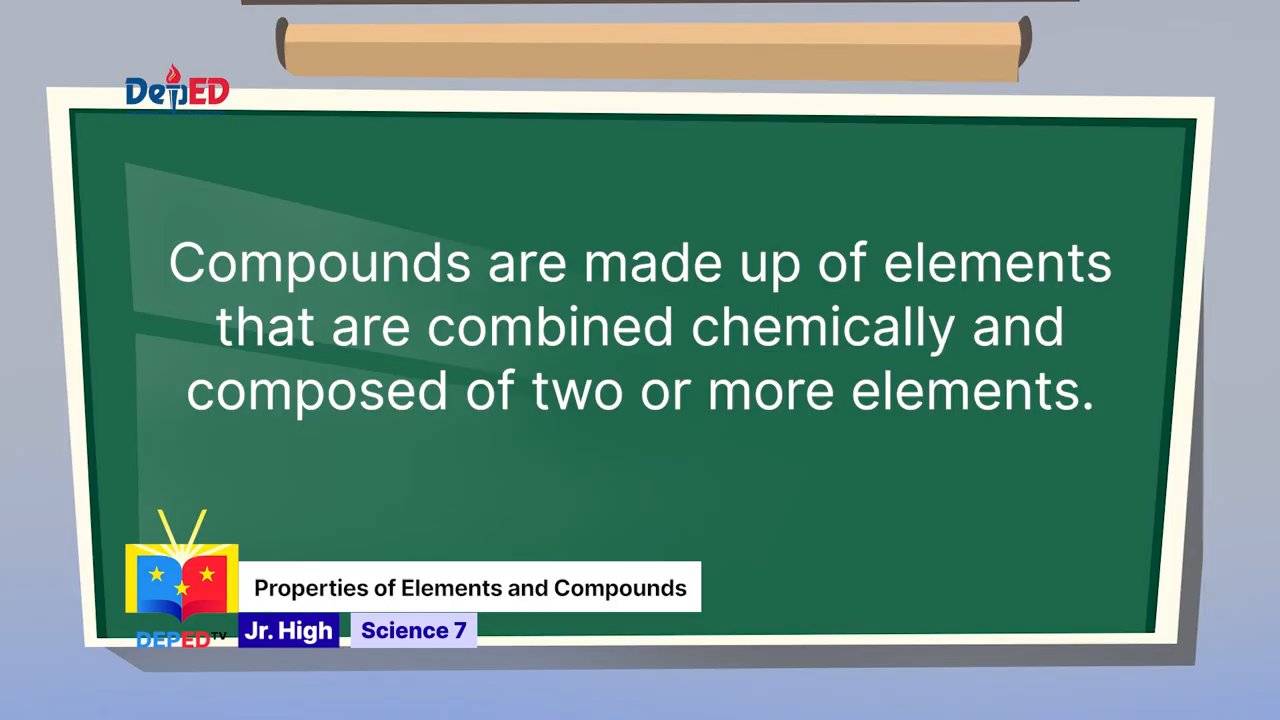 DepED
Compounds are made up of elements
that are combined chemically and
composed of two or more elements.
Properties of Elements and Compounds
DEPED TV
Jr. High
Science 7